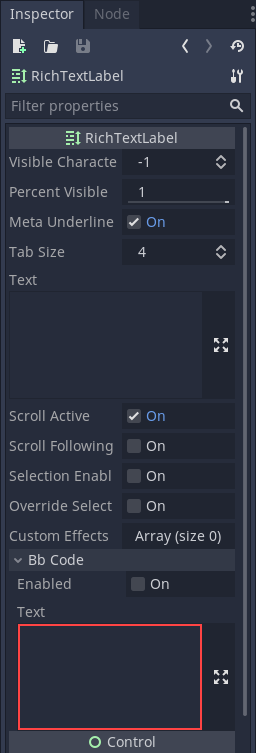 Inspector Node
RichTextLabel
Filter properties
RichTextLabel
Visible Characte -1
Percent Visible 1
Meta Underline On
Tab Size 4
Text
Scroll Active On
Scroll Following On
Selection Enabl On
Override Select On
Custom Effects Array (size 0)
Bb Code
Enabled On
Text
Control